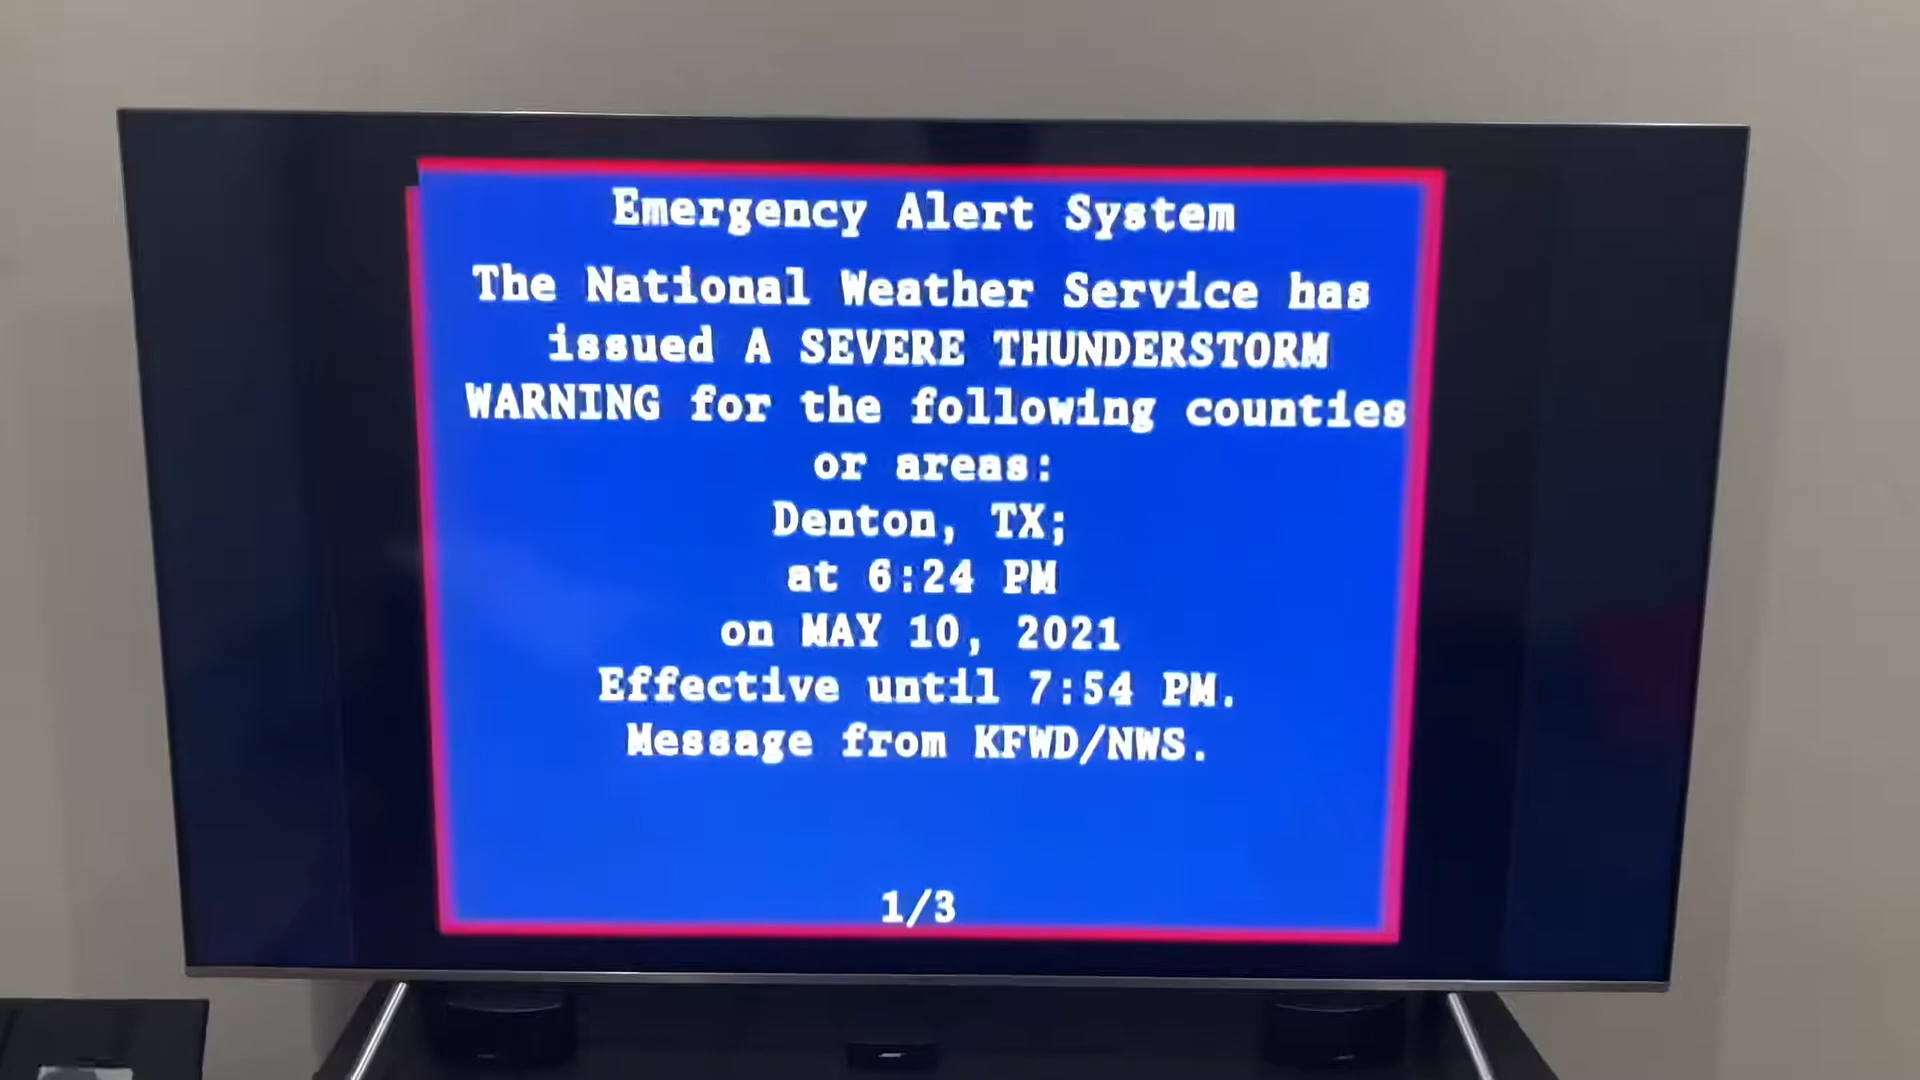 Emergency Alert System
The National Weather Service has
issued A SEVERE THUNDERSTORM
WARNING for the following counties
or areas:
Denton, TX;
at 6:24 PM
on MAY 10, 2021
Effective until 7:54 PM.
Message from KFWD/NWS.
1/3